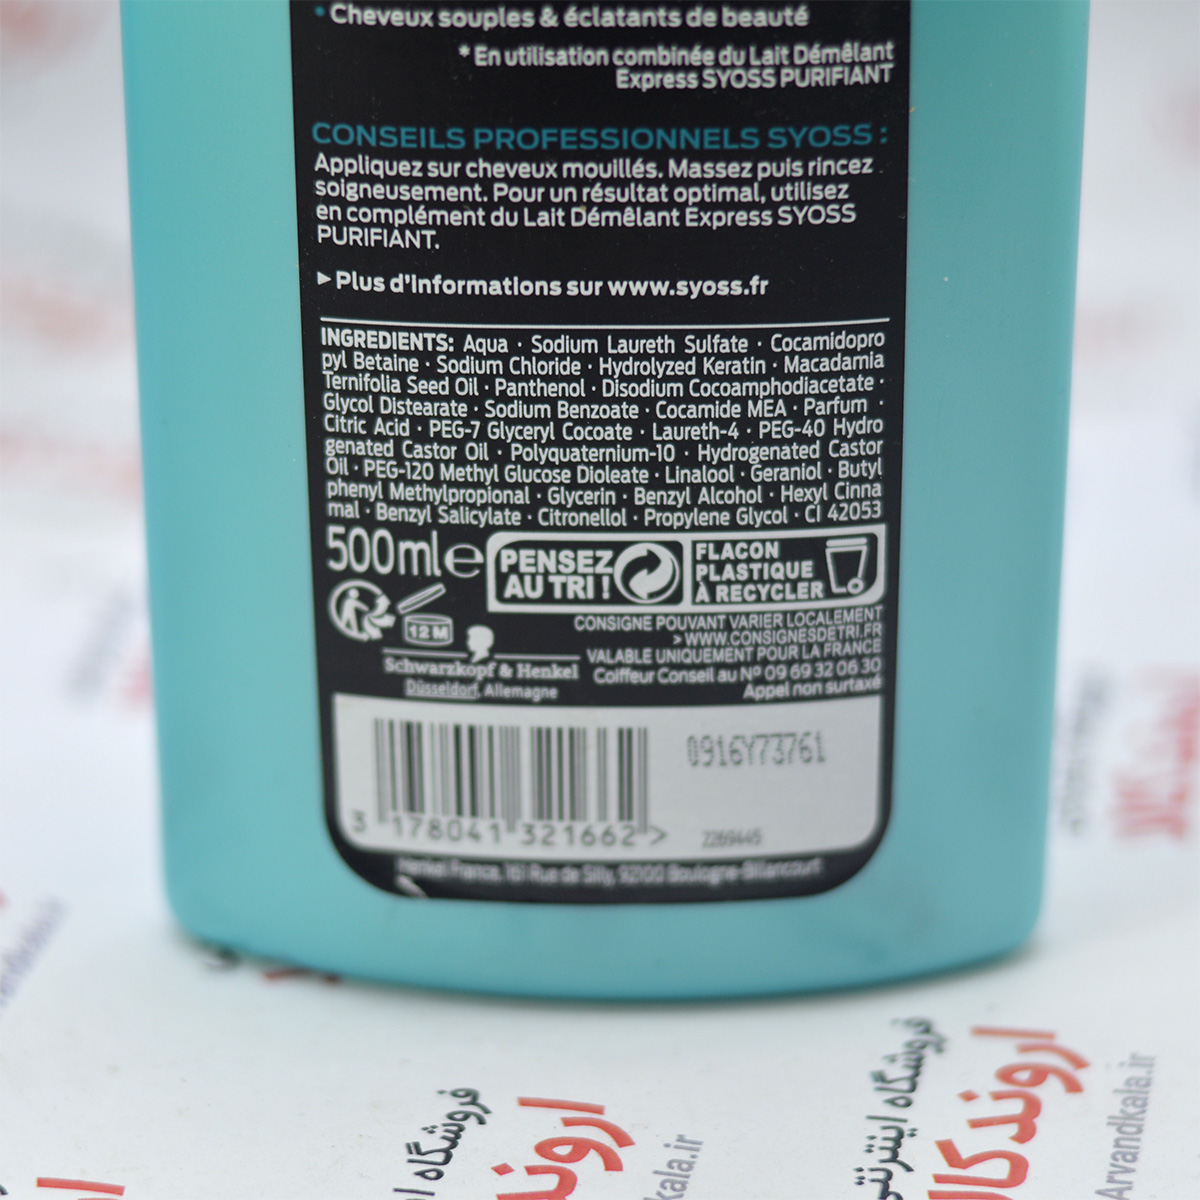 • Cheveux souples & éclatants de beauté
* En utilisation combinée du Lait Démêlant
Express SYOSS PURIFIANT
CONSEILS PROFESSIONNELS SYOSS :
Appliquez sur cheveux mouillés. Massez puis rincez
soigneusement. Pour un résultat optimal, utilisez
en complément du Lait Démêlant Express SYOSS
PURIFIANT.
▶ Plus d'informations sur www.syoss.fr
INGREDIENTS: Aqua · Sodium Laureth Sulfate · Cocamidopro
pyl Betaine · Sodium Chloride · Hydrolyzed Keratin · Macadamia
Ternifolia Seed Oil · Panthenol · Disodium Cocoamphodiacetate ·
Glycol Distearate · Sodium Benzoate · Cocamide MEA · Parfum ·
Citric Acid · PEG-7 Glyceryl Cocoate · Laureth-4 · PEG-40 Hydro
genated Castor Oil · Polyquaternium-10 · Hydrogenated Castor
Oil · PEG-120 Methyl Glucose Dioleate · Linalool · Geraniol · Butyl
phenyl Methylpropional · Glycerin · Benzyl Alcohol · Hexyl Cinna
mal · Benzyl Salicylate · Citronellol · Propylene Glycol · CI 42053
500ml e
PENSEZ
AU TRI !
FLACON
PLASTIQUE
À RECYCLER
CONSIGNE POUVANT VARIER LOCALEMENT
> WWW.CONSIGNESDETRI.FR
VALABLE UNIQUEMENT POUR LA FRANCE
Coiffeur Conseil au N° 09 69 32 06 30
Appel non surtaxé
12 M
Schwarzkopf & Henkel
Düsseldorf, Allemagne
0916Y73761
3 178041 321662 >
2269445
Henkel France, 161 Rue de Silly, 92100 Boulogne-Billancourt
فروشگاه اینترنتی
اروندکالا
Arvandkala.ir
فروشگاه
اروند
kala.ir